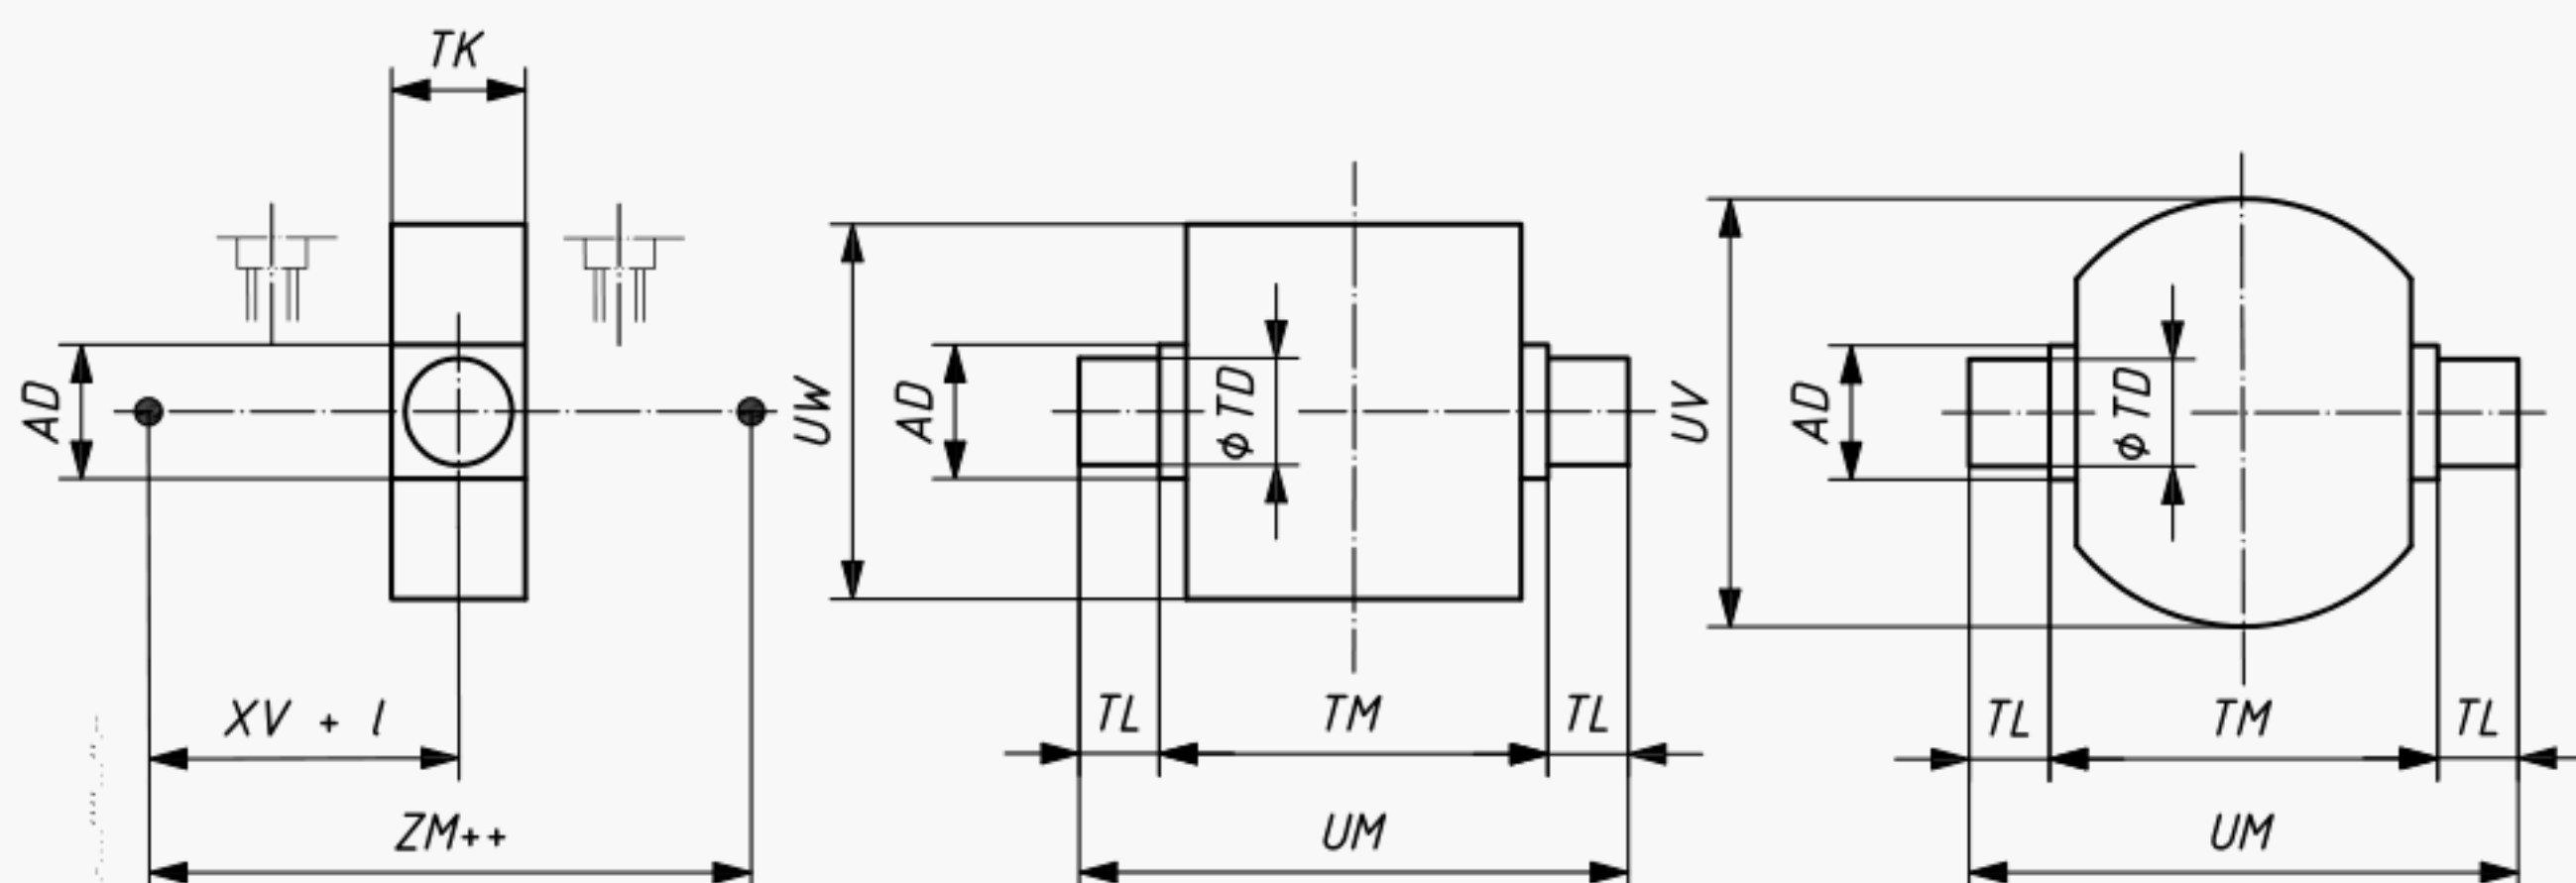 TK
AD
XV + l
ZM++
UW
AD
ϕ TD
TL
TM
TL
UM
UV
AD
ϕ TD
TL
TM
TL
UM